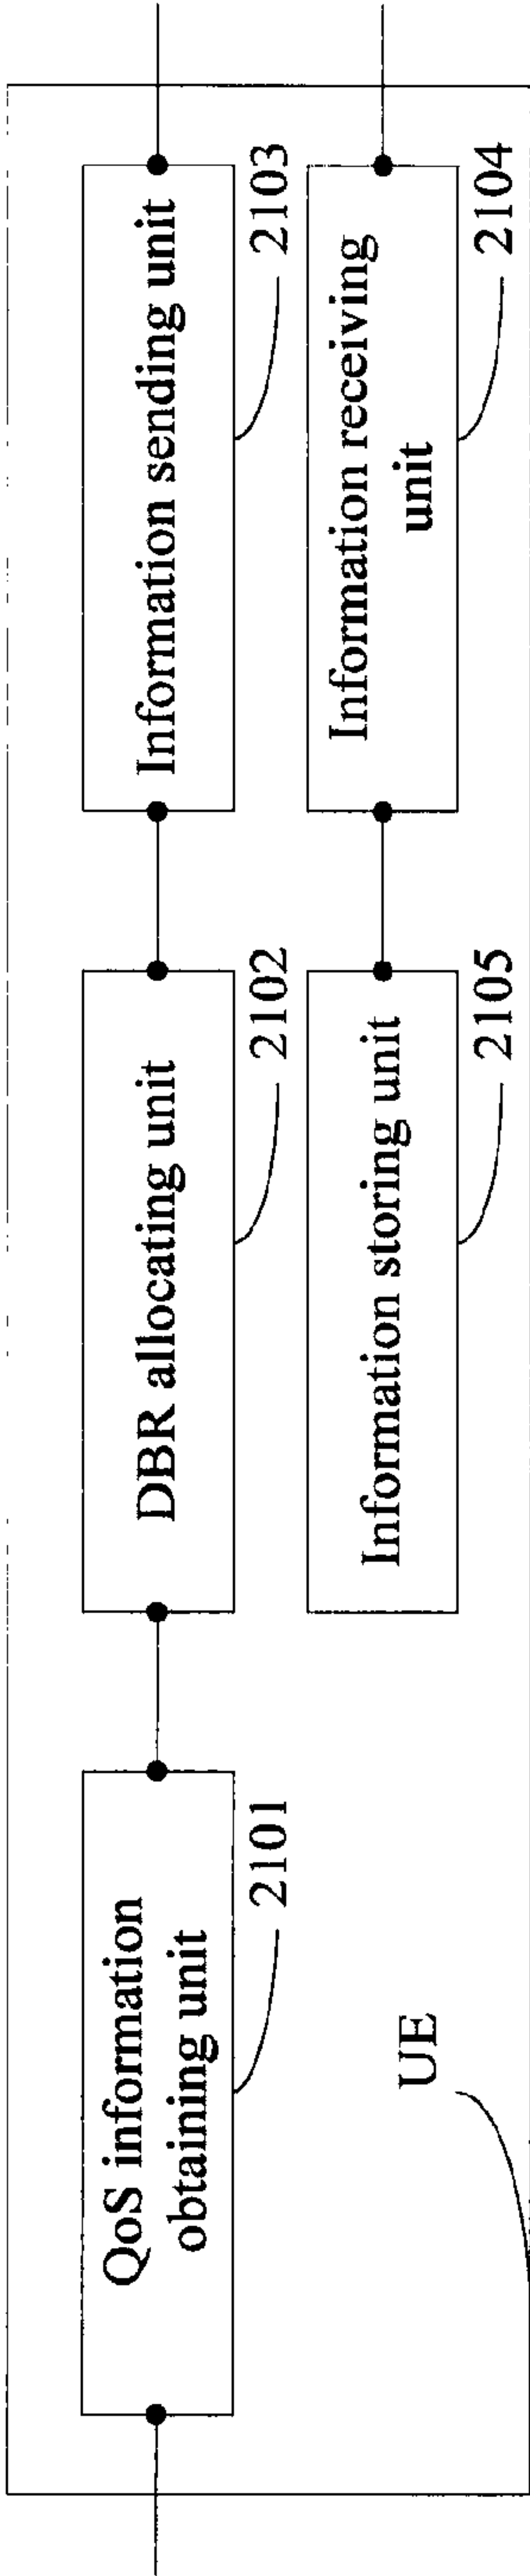 QoS information
obtaining unit
2101
DBR allocating unit
2102
Information sending unit
2103
UE
Information storing unit
2105
Information receiving
unit
2104